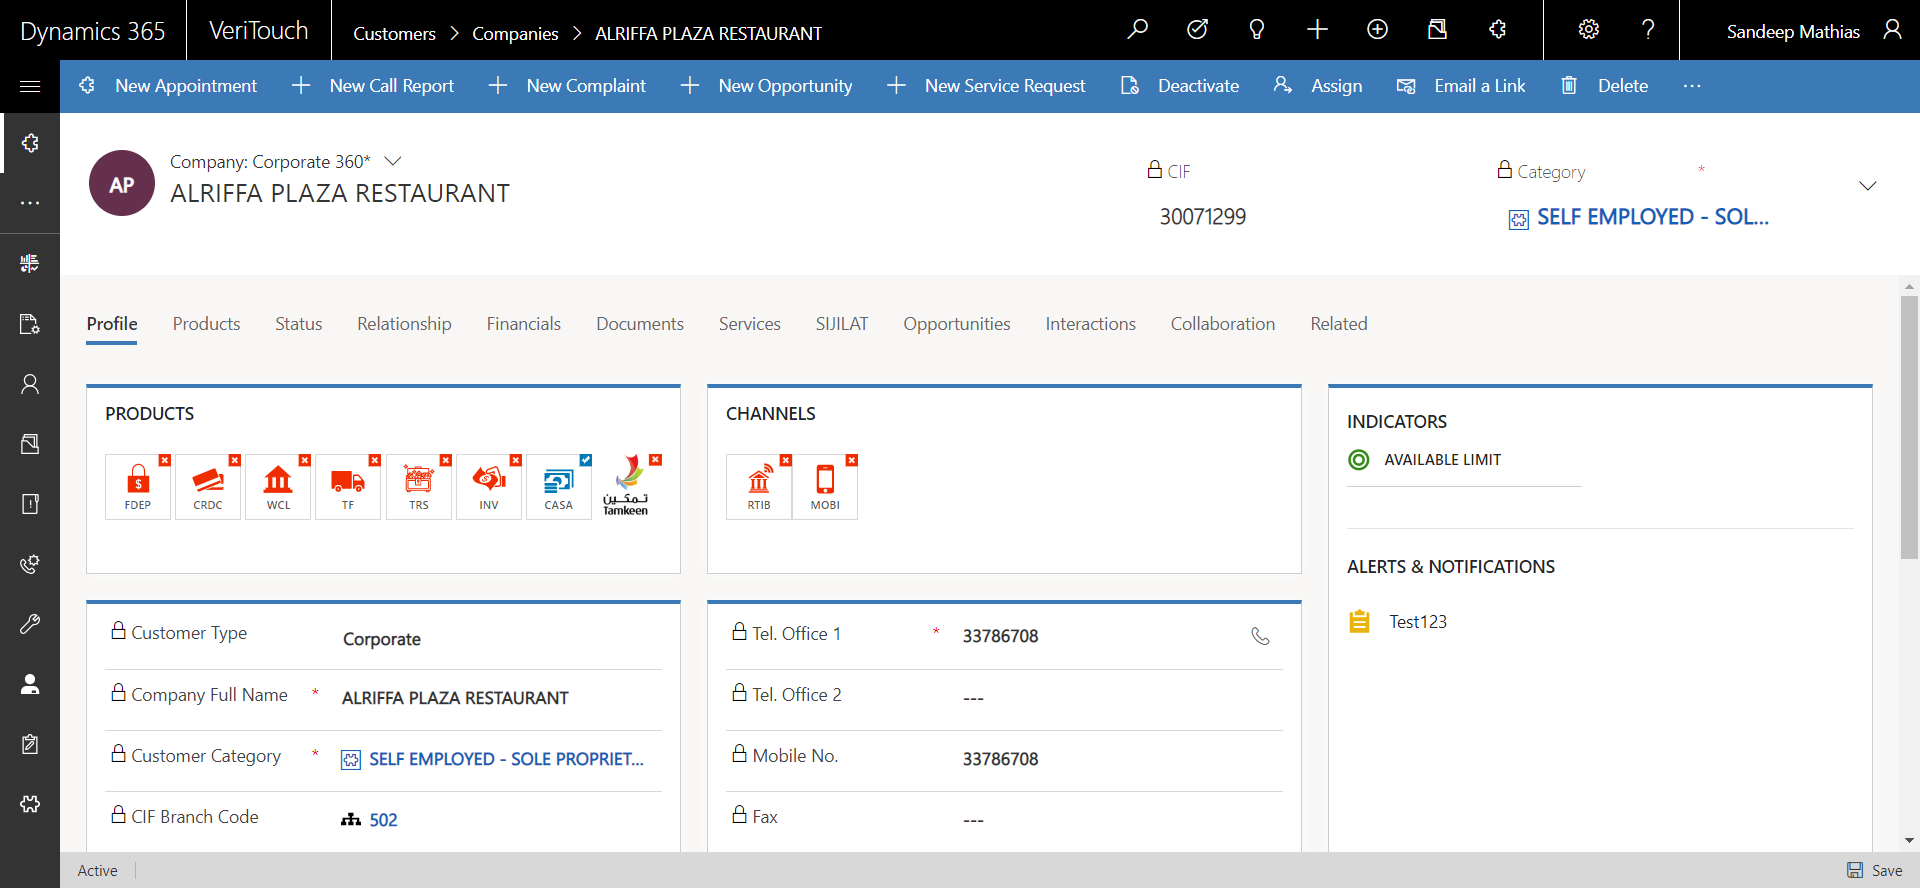 Dynamics 365 VeriTouch Customers > Companies > ALRIFFA PLAZA RESTAURANT Sandeep Mathias
New Appointment New Call Report New Complaint New Opportunity New Service Request Deactivate Assign Email a Link Delete ...
AP
Company: Corporate 360*
ALRIFFA PLAZA RESTAURANT
CIF
30071299
Category *
SELF EMPLOYED - SOL...
Profile Products Status Relationship Financials Documents Services SIJILAT Opportunities Interactions Collaboration Related
PRODUCTS
FDEP CRDC WCL TF TRS INV CASA
تمكين
Tamkeen
CHANNELS
RTIB MOBI
INDICATORS
AVAILABLE LIMIT
ALERTS & NOTIFICATIONS
Test123
Customer Type Corporate
Company Full Name * ALRIFFA PLAZA RESTAURANT
Customer Category * SELF EMPLOYED - SOLE PROPRIET...
CIF Branch Code 502
Tel. Office 1 * 33786708
Tel. Office 2 ---
Mobile No. 33786708
Fax ---
Active Save